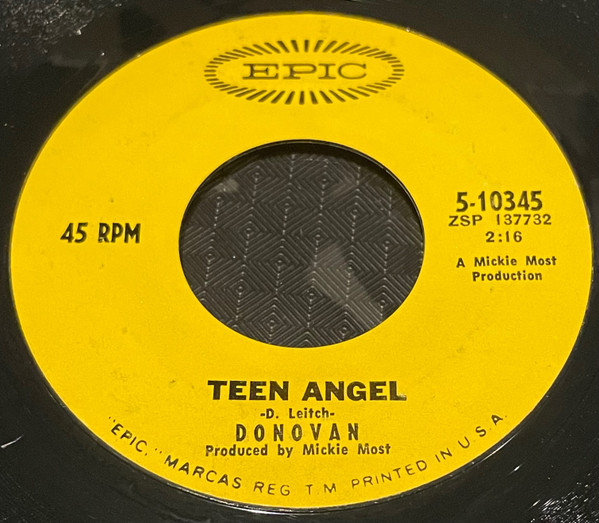 EPIC
45 RPM
5-10345
ZSP 137732
2:16
A Mickie Most
Production
TEEN ANGEL
-D. Leitch-
DONOVAN
Produced by Mickie Most
"EPIC," MARCAS REG T M PRINTED IN U.S.A.